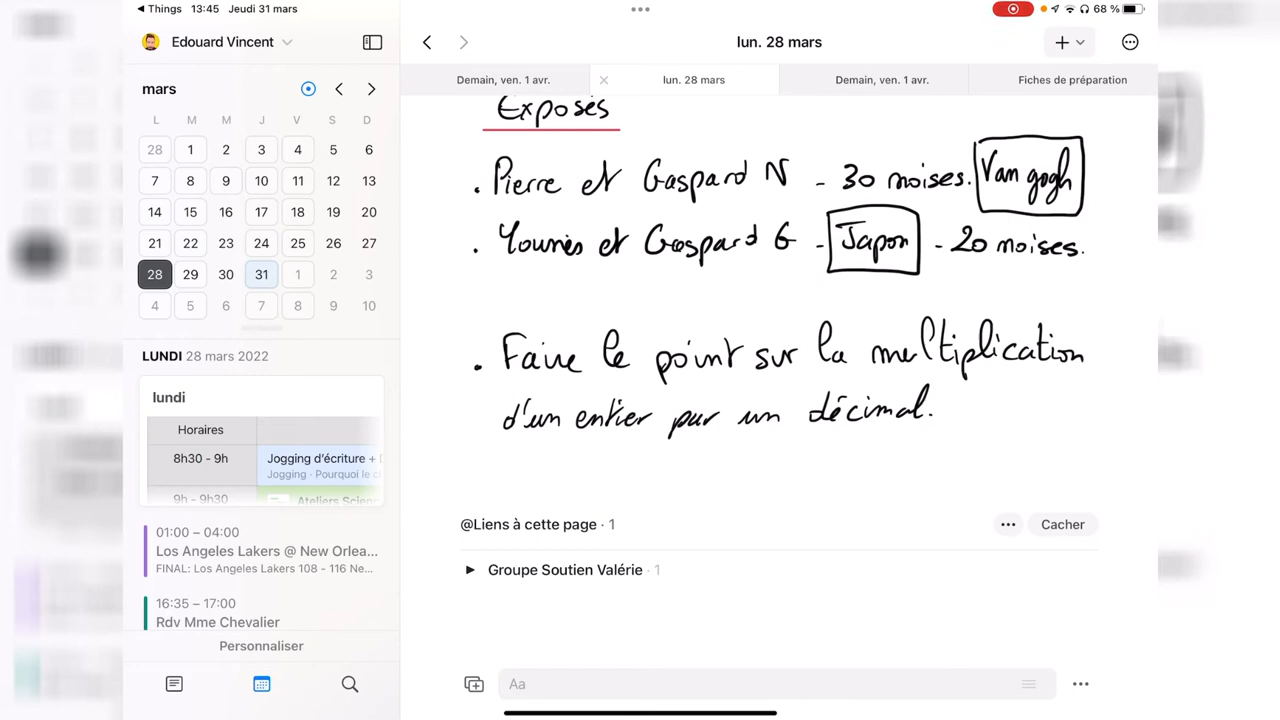 Things 13:45 Jeudi 31 mars
68 %
Edouard Vincent
lun. 28 mars
Demain, ven. 1 avr.
lun. 28 mars
Demain, ven. 1 avr.
Fiches de préparation
mars
L M M J V S D
28 1 2 3 4 5 6
7 8 9 10 11 12 13
14 15 16 17 18 19 20
21 22 23 24 25 26 27
28 29 30 31 1 2 3
4 5 6 7 8 9 10
LUNDI 28 mars 2022
lundi
Horaires
8h30 - 9h
Jogging d'écriture +
Jogging · Pourquoi le
9h - 9h30
Ateliers Scien
01:00 – 04:00
Los Angeles Lakers @ New Orlea...
FINAL: Los Angeles Lakers 108 - 116 Ne...
16:35 – 17:00
Rdv Mme Chevalier
Personnaliser
Exposés
. Pierre et Gaspard N - 30 noises. Van gogh
. Younès et Gaspard G - Japon - 20 noises.
. Faire le point sur la multiplication
d'un entier par un décimal.
@Liens à cette page · 1
Cacher
Groupe Soutien Valérie · 1
Aa